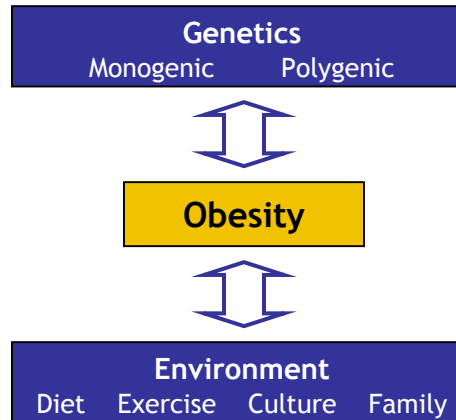 Genetics
Monogenic Polygenic
Obesity
Environment
Diet Exercise Culture Family